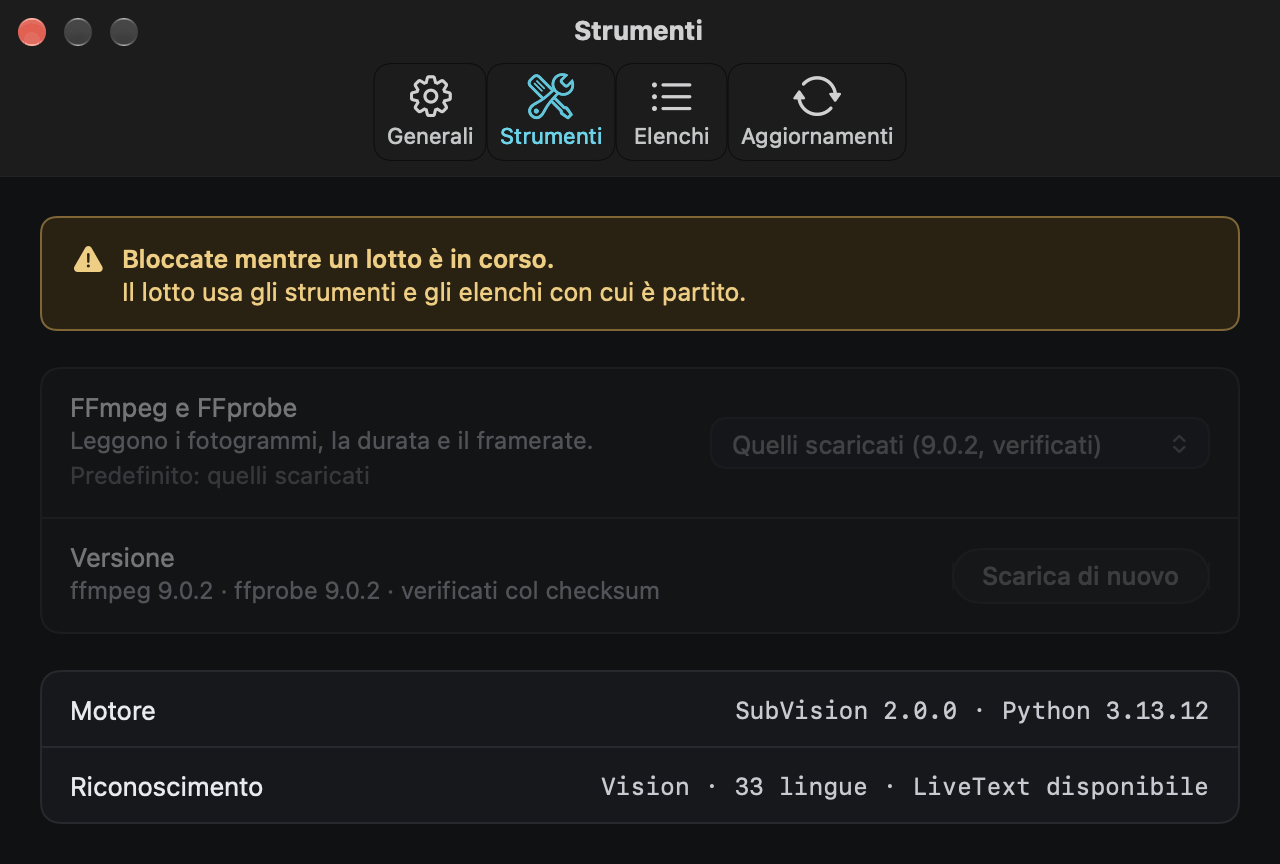 Strumenti
Generali
Strumenti
Elenchi
Aggiornamenti
Bloccate mentre un lotto è in corso.
Il lotto usa gli strumenti e gli elenchi con cui è partito.
FFmpeg e FFprobe
Leggono i fotogrammi, la durata e il framerate.
Predefinito: quelli scaricati
Quelli scaricati (9.0.2, verificati)
Versione
ffmpeg 9.0.2 · ffprobe 9.0.2 · verificati col checksum
Scarica di nuovo
Motore
SubVision 2.0.0 · Python 3.13.12
Riconoscimento
Vision · 33 lingue · LiveText disponibile